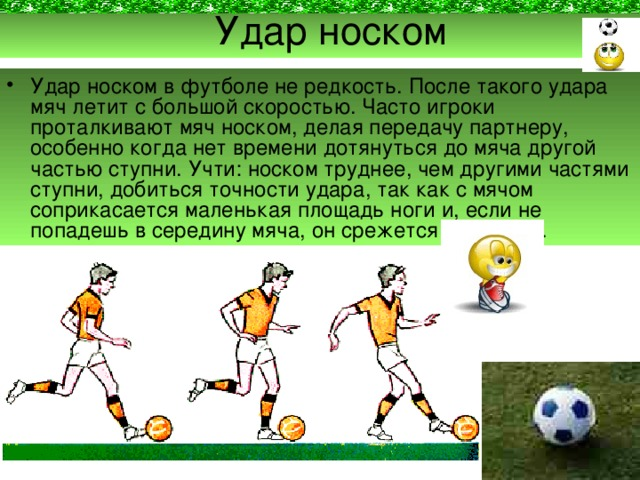 Удар носком
• Удар носком в футболе не редкость. После такого удара
мяч летит с большой скоростью. Часто игроки
проталкивают мяч носком, делая передачу партнеру,
особенно когда нет времени дотянуться до мяча другой
частью ступни. Учти: носком труднее, чем другими частями
ступни, добиться точности удара, так как с мячом
соприкасается маленькая площадь ноги и, если не
попадешь в середину мяча, он срежется